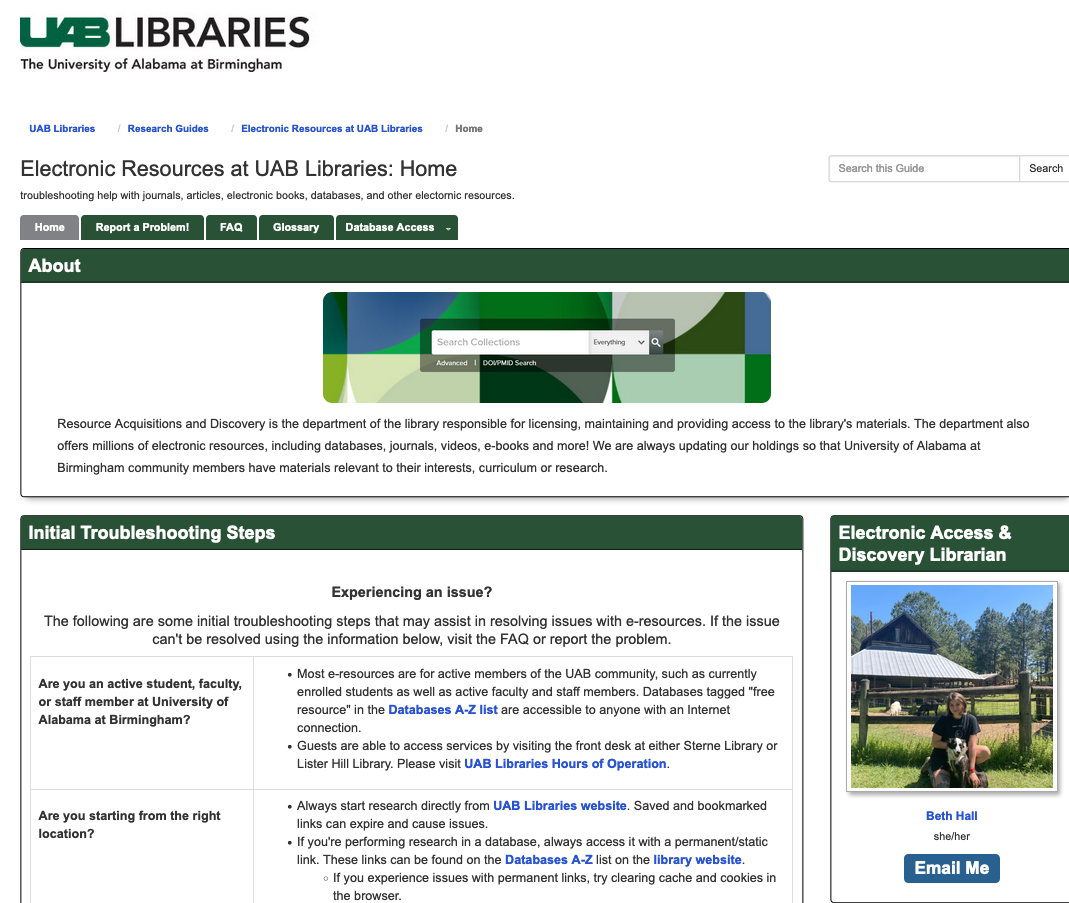 UAB LIBRARIES
The University of Alabama at Birmingham
UAB Libraries / Research Guides / Electronic Resources at UAB Libraries / Home
Electronic Resources at UAB Libraries: Home
Search this Guide Search
troubleshooting help with journals, articles, electronic books, databases, and other electornic resources.
Home Report a Problem! FAQ Glossary Database Access
About
Search Collections Everything
Advanced | DOI/PMID Search
Resource Acquisitions and Discovery is the department of the library responsible for licensing, maintaining and providing access to the library's materials. The department also
offers millions of electronic resources, including databases, journals, videos, e-books and more! We are always updating our holdings so that University of Alabama at
Birmingham community members have materials relevant to their interests, curriculum or research.
Initial Troubleshooting Steps
Experiencing an issue?
The following are some initial troubleshooting steps that may assist in resolving issues with e-resources. If the issue
can't be resolved using the information below, visit the FAQ or report the problem.
Are you an active student, faculty,
or staff member at University of
Alabama at Birmingham?
• Most e-resources are for active members of the UAB community, such as currently
enrolled students as well as active faculty and staff members. Databases tagged "free
resource" in the Databases A-Z list are accessible to anyone with an Internet
connection.
• Guests are able to access services by visiting the front desk at either Sterne Library or
Lister Hill Library. Please visit UAB Libraries Hours of Operation.
Are you starting from the right
location?
• Always start research directly from UAB Libraries website. Saved and bookmarked
links can expire and cause issues.
• If you're performing research in a database, always access it with a permanent/static
link. These links can be found on the Databases A-Z list on the library website.
○ If you experience issues with permanent links, try clearing cache and cookies in
the browser.
Electronic Access &
Discovery Librarian
Beth Hall
she/her
Email Me